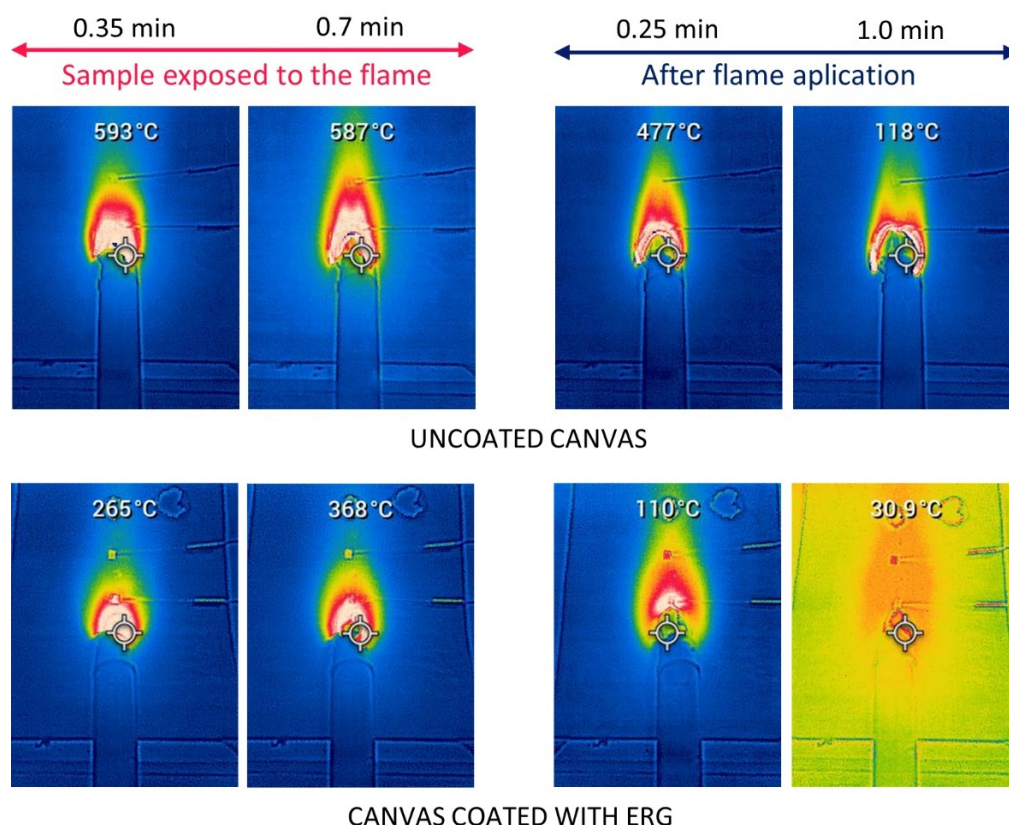 0.35 min 0.7 min 0.25 min 1.0 min
Sample exposed to the flame After flame aplication
593°C 587°C 477°C 118°C
UNCOATED CANVAS
265°C 368°C 110°C 30.9°C
CANVAS COATED WITH ERG